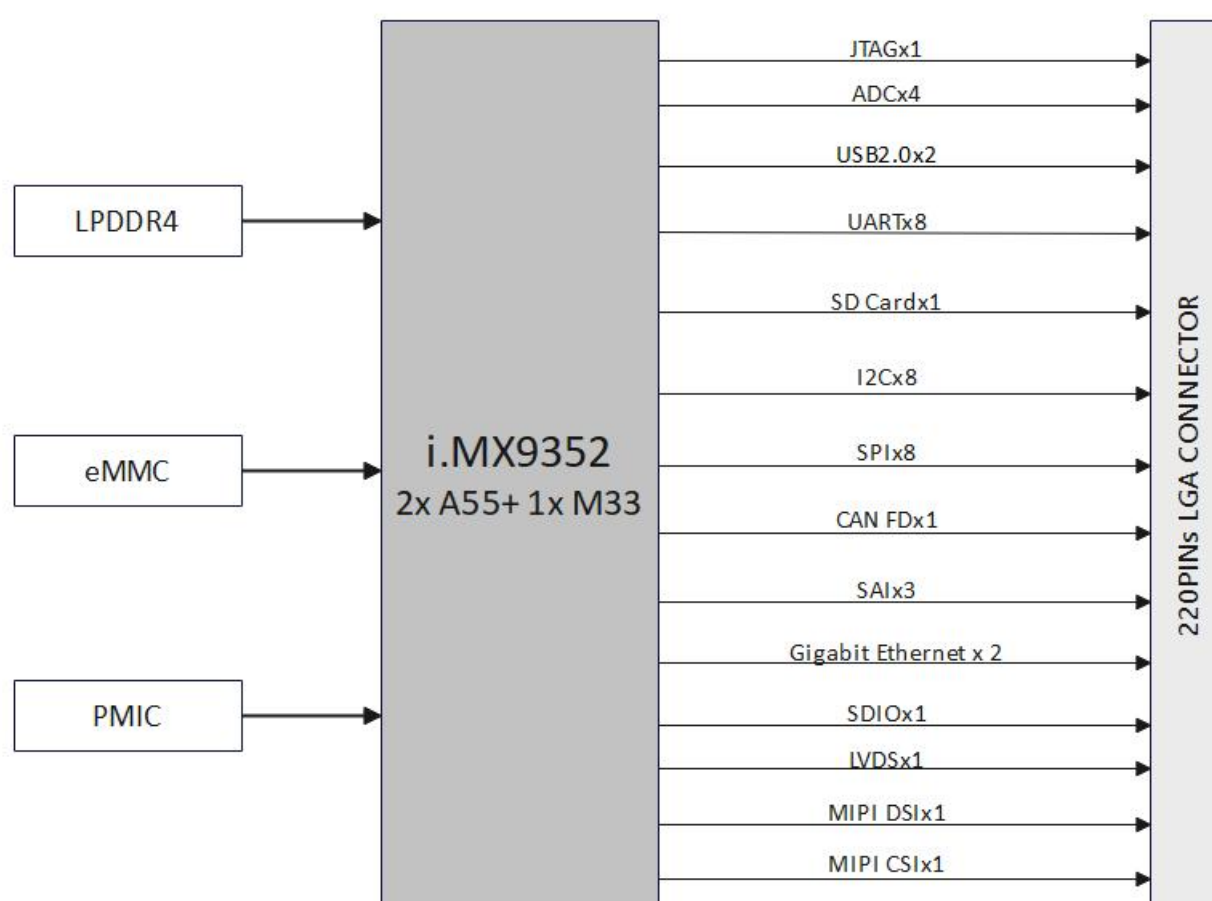 LPDDR4
eMMC
PMIC
i.MX9352
2x A55+ 1x M33
JTAGx1
ADCx4
USB2.0x2
UARTx8
SD Cardx1
I2Cx8
SPIx8
CAN FDx1
SAIx3
Gigabit Ethernet x 2
SDIOx1
LVDSx1
MIPI DSIx1
MIPI CSIx1
220PINs LGA CONNECTOR